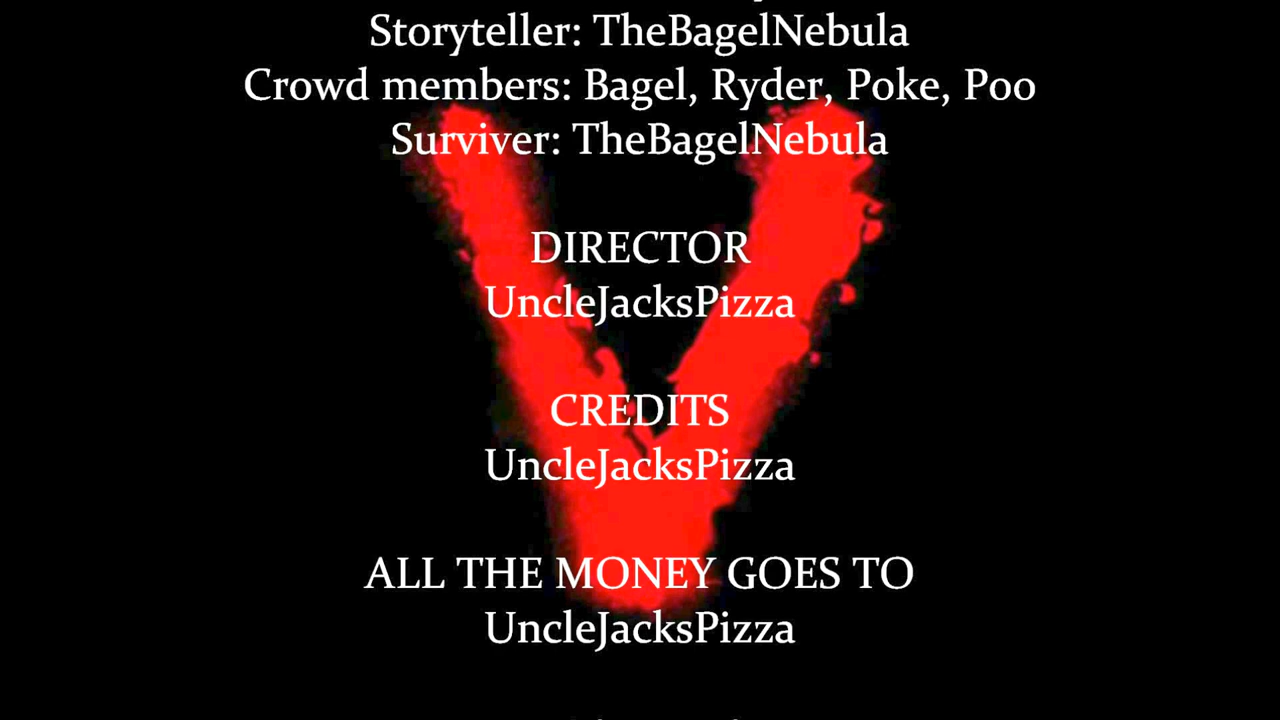 Storyteller: TheBagelNebula
Crowd members: Bagel, Ryder, Poke, Poo
Surviver: TheBagelNebula
DIRECTOR
UncleJacksPizza
CREDITS
UncleJacksPizza
ALL THE MONEY GOES TO
UncleJacksPizza